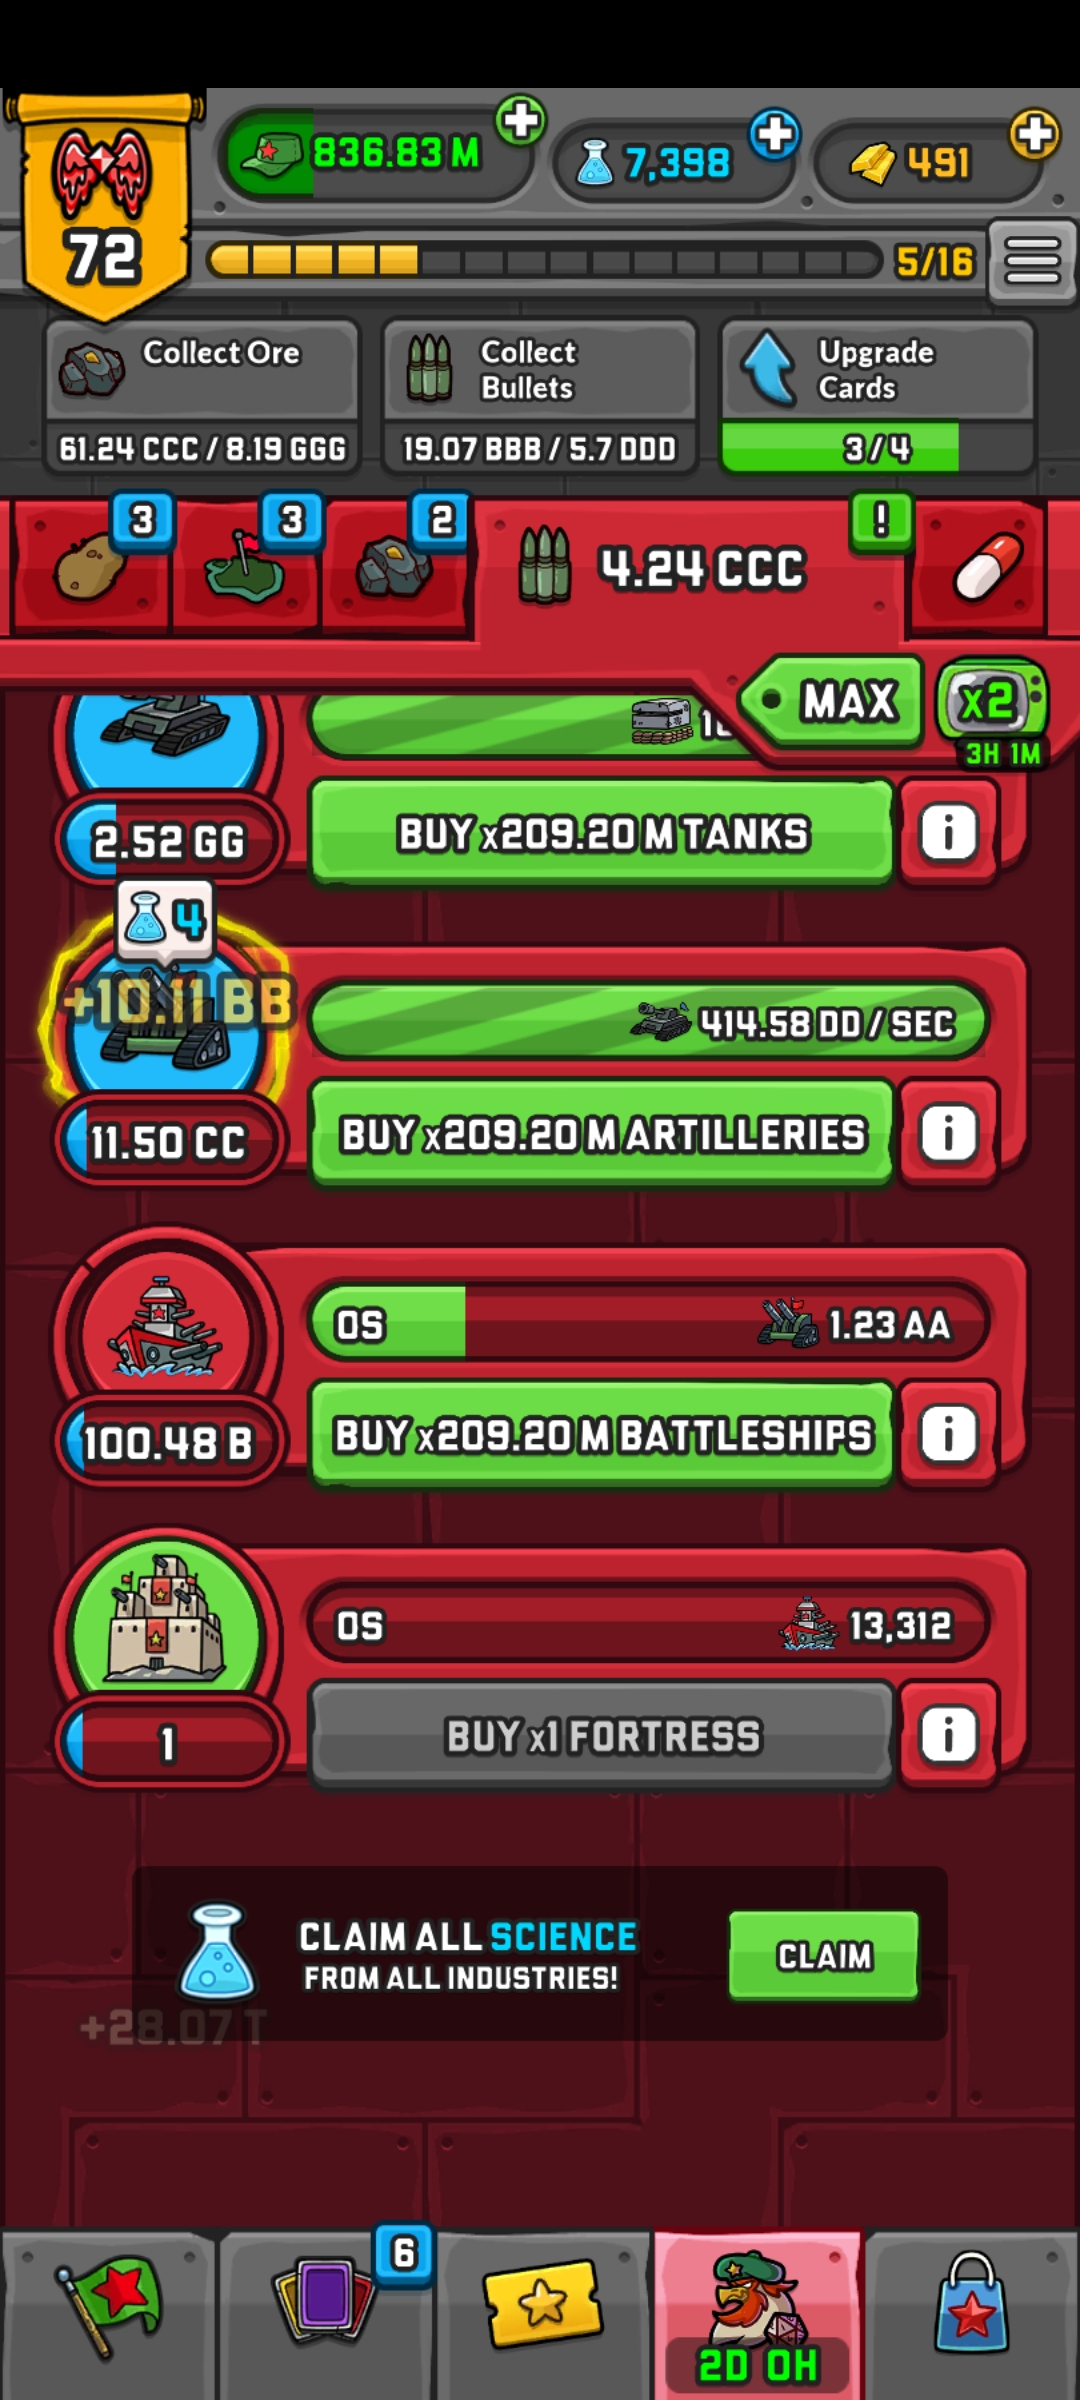 836.83 M
7,398
491
72
5/16
Collect Ore
61.24 CCC / 8.19 GGG
Collect
Bullets
19.07 BBB / 5.7 DDD
Upgrade
Cards
3/4
3
3
2
4.24 CCC
!
MAX
x2
3H 1M
2.52 GG
BUY x209.20 M TANKS
i
4
+10.11 BB
414.58 DD / SEC
11.50 CC
BUY x209.20 M ARTILLERIES
i
0S
1.23 AA
100.48 B
BUY x209.20 M BATTLESHIPS
i
0S
13,312
1
BUY x1 FORTRESS
i
CLAIM ALL SCIENCE
FROM ALL INDUSTRIES!
CLAIM
+28.07 T
6
2D 0H